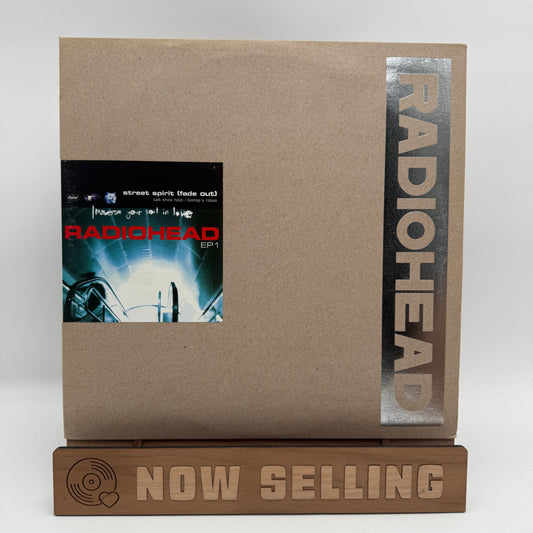 street spirit (fade out)
talk show host / bishop's robes
Immerse your soul in love
RADIOHEAD
EP1
RADIOHEAD
NOW SELLING